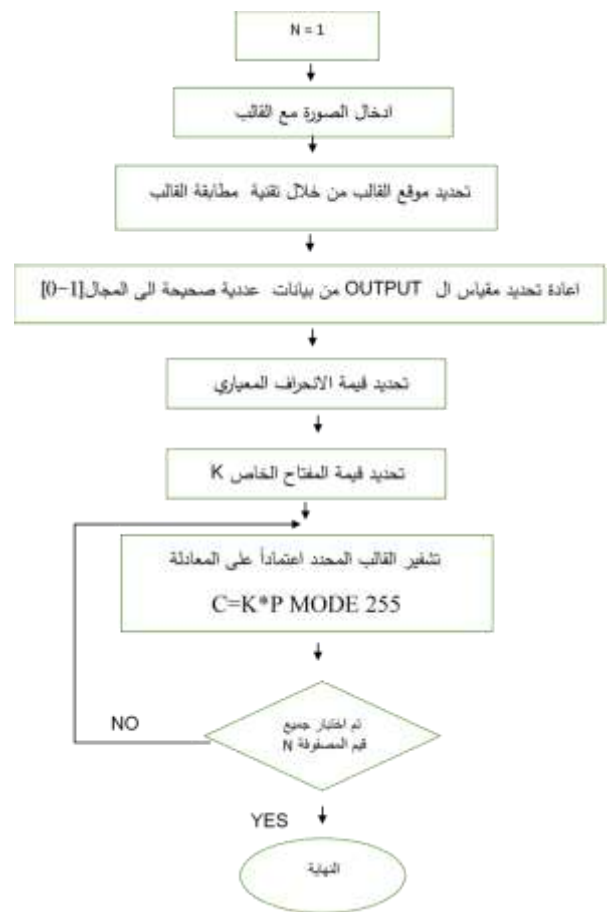 N = 1
ادخال الصورة مع القالب
تحديد موقع القالب من خلال تقنية مطابقة القالب
اعادة تحديد مقياس ال OUTPUT من بيانات عددية صحيحة الى المجال[0-1]
تحديد قيمة الانحراف المعياري
تحديد قيمة المفتاح الخاص K
تشفير القالب المحدد اعتماداً على المعادلة
C=K*P MODE 255
تم اختبار جميع
قيم المصفوفة N
NO
YES
النهاية